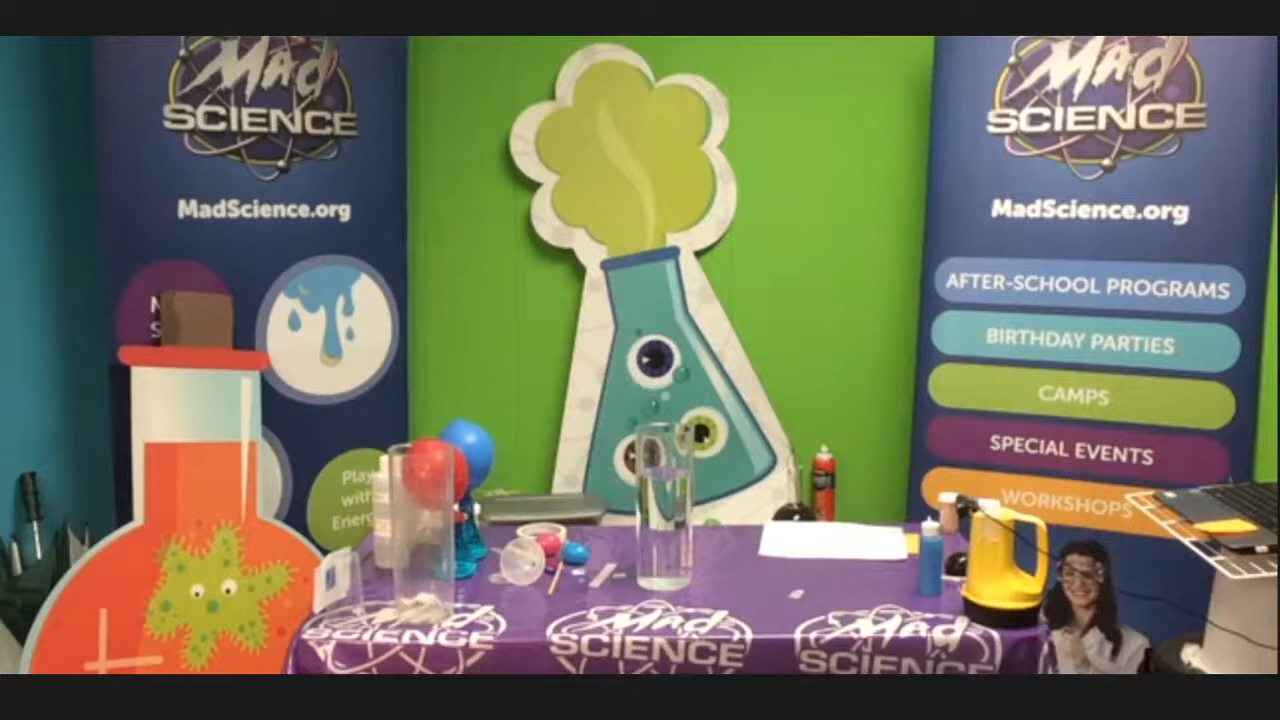 Mad
SCIENCE
MadScience.org
Play
with
Energ
Mad
SCIENCE
MadScience.org
AFTER-SCHOOL PROGRAMS
BIRTHDAY PARTIES
CAMPS
SPECIAL EVENTS
WORKSHOPS
Mad
SCIENCE
Mad
SCIENCE
Mad
SCIENCE